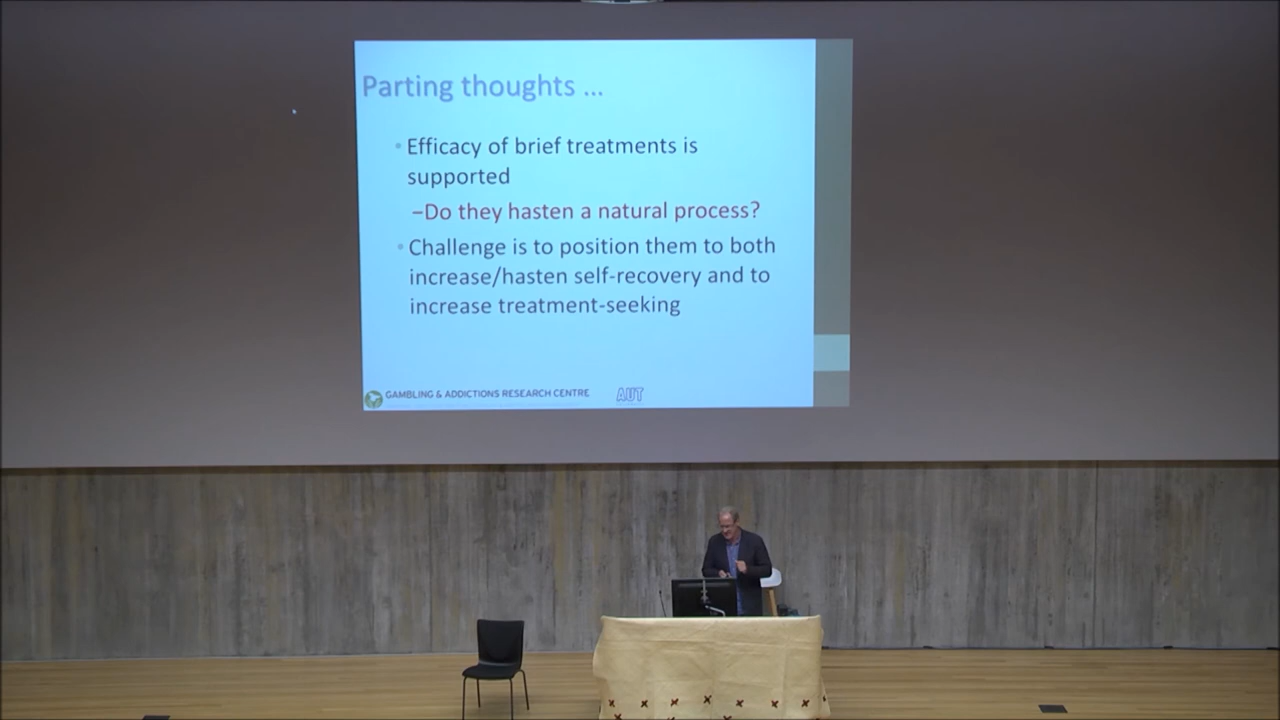 Parting thoughts ...
• Efficacy of brief treatments is
supported
–Do they hasten a natural process?
• Challenge is to position them to both
increase/hasten self-recovery and to
increase treatment-seeking
GAMBLING & ADDICTIONS RESEARCH CENTRE
AUT